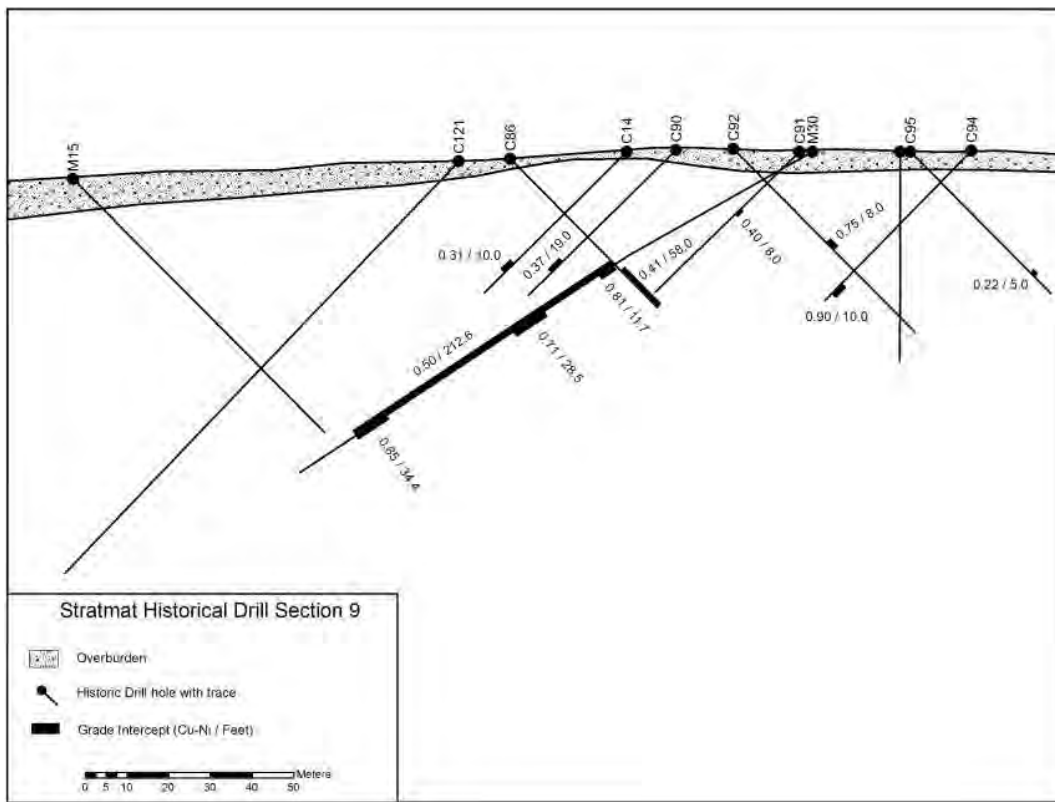 M15
C121
C86
C14
C90
C92
C91
M30
C95
C94
0.31 / 10.0
0.37 / 19.0
0.41 / 58.0
0.40 / 8.0
0.75 / 8.0
0.90 / 10.0
0.22 / 5.0
0.81 / 11.7
0.71 / 28.5
0.50 / 212.6
0.65 / 34.4
Stratmat Historical Drill Section 9
Overburden
Historic Drill hole with trace
Grade Intercept (Cu-Ni / Feet)
Meters
0 5 10 20 30 40 50